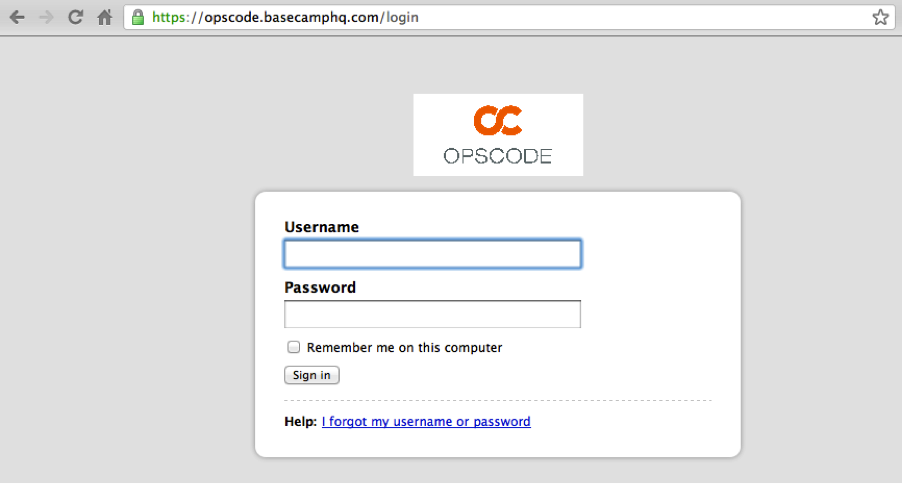 https://opscode.basecamphq.com/login
OPSCODE
Username
Password
Remember me on this computer
Sign in
Help: I forgot my username or password